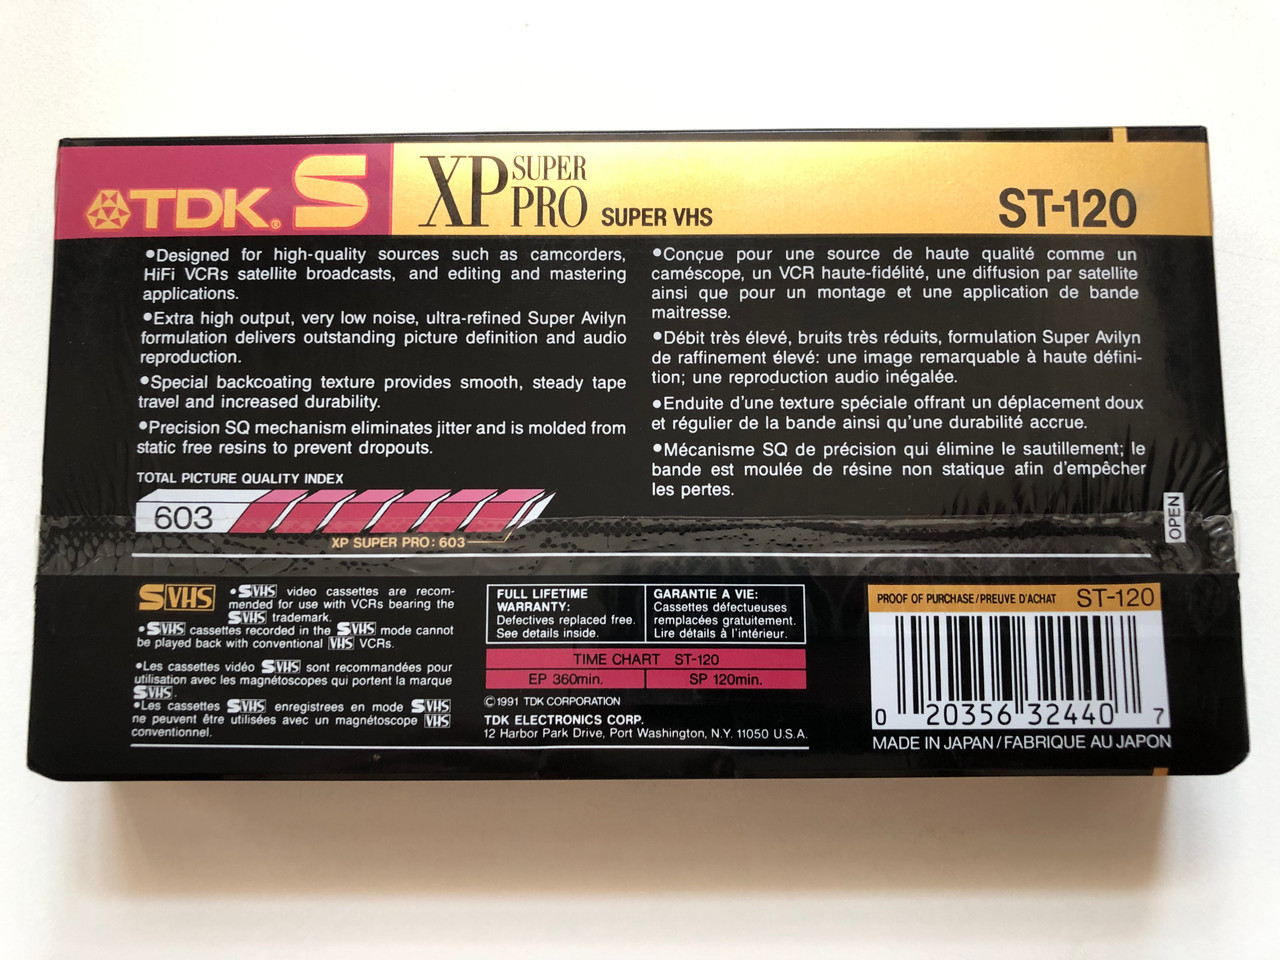 TDK® S XP SUPER PRO SUPER VHS ST-120
•Designed for high-quality sources such as camcorders,
HiFi VCRs satellite broadcasts, and editing and mastering
applications.
•Extra high output, very low noise, ultra-refined Super Avilyn
formulation delivers outstanding picture definition and audio
reproduction.
•Special backcoating texture provides smooth, steady tape
travel and increased durability.
•Precision SQ mechanism eliminates jitter and is molded from
static free resins to prevent dropouts.
TOTAL PICTURE QUALITY INDEX
603
XP SUPER PRO: 603
•Conçue pour une source de haute qualité comme un
caméscope, un VCR haute-fidélité, une diffusion par satellite
ainsi que pour un montage et une application de bande
maitresse.
•Débit très élevé, bruits très réduits, formulation Super Avilyn
de raffinement élevé: une image remarquable à haute défini-
tion; une reproduction audio inégalée.
•Enduite d'une texture spéciale offrant un déplacement doux
et régulier de la bande ainsi qu'une durabilité accrue.
•Mécanisme SQ de précision qui élimine le sautillement; le
bande est moulée de résine non statique afin d'empêcher
les pertes.
OPEN
SVHS •SVHS video cassettes are recom-
mended for use with VCRs bearing the
SVHS trademark.
•SVHS cassettes recorded in the SVHS mode cannot
be played back with conventional VHS VCRs.
•Les cassettes vidéo SVHS sont recommandées pour
utilisation avec les magnétoscopes qui portent la marque
SVHS.
•Les cassettes SVHS enregistrees en mode SVHS
ne peuvent être utilisées avec un magnétoscope VHS
conventionnel.
FULL LIFETIME
WARRANTY:
Defectives replaced free.
See details inside.
GARANTIE A VIE:
Cassettes défectueuses
remplacées gratuitement.
Lire détails à l'intérieur.
TIME CHART ST-120
EP 360min. SP 120min.
©1991 TDK CORPORATION
TDK ELECTRONICS CORP.
12 Harbor Park Drive, Port Washington, N.Y. 11050 U.S.A.
PROOF OF PURCHASE/PREUVE D'ACHAT ST-120
0 20356 32440 7
MADE IN JAPAN/FABRIQUE AU JAPON